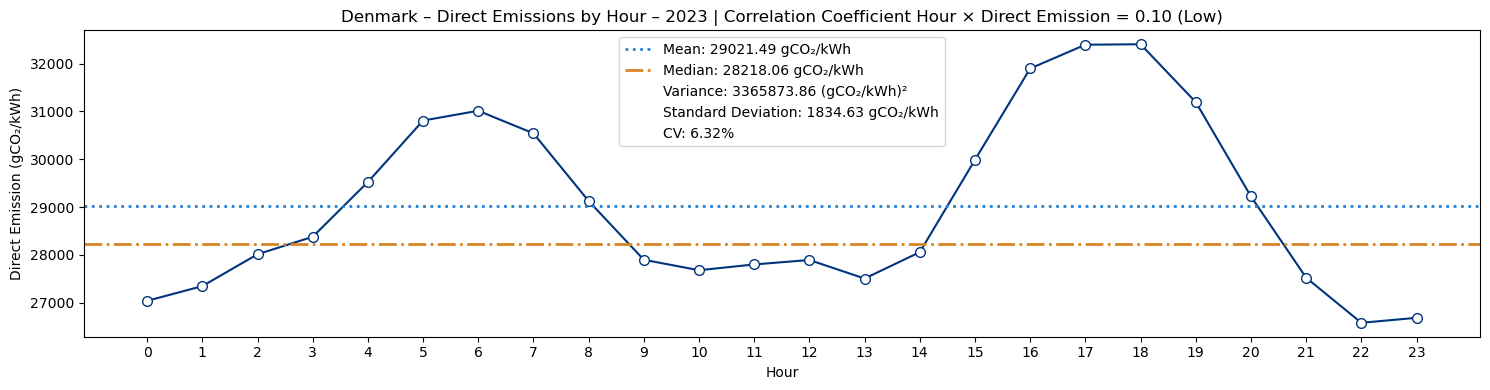 Denmark – Direct Emissions by Hour – 2023 | Correlation Coefficient Hour × Direct Emission = 0.10 (Low)
Mean: 29021.49 gCO₂/kWh
Median: 28218.06 gCO₂/kWh
Variance: 3365873.86 (gCO₂/kWh)²
Standard Deviation: 1834.63 gCO₂/kWh
CV: 6.32%
Direct Emission (gCO₂/kWh)
32000
31000
30000
29000
28000
27000
0 1 2 3 4 5 6 7 8 9 10 11 12 13 14 15 16 17 18 19 20 21 22 23
Hour